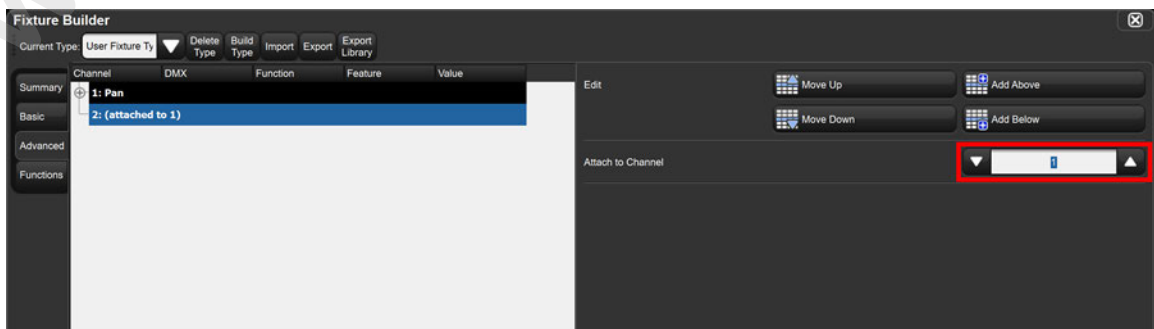 Fixture Builder
Current Type: User Fixture Ty Delete Type Build Type Import Export Export Library
Channel DMX Function Feature Value
Summary
Basic
Advanced
Functions
1: Pan
2: (attached to 1)
Edit Move Up Add Above
Move Down Add Below
Attach to Channel 1